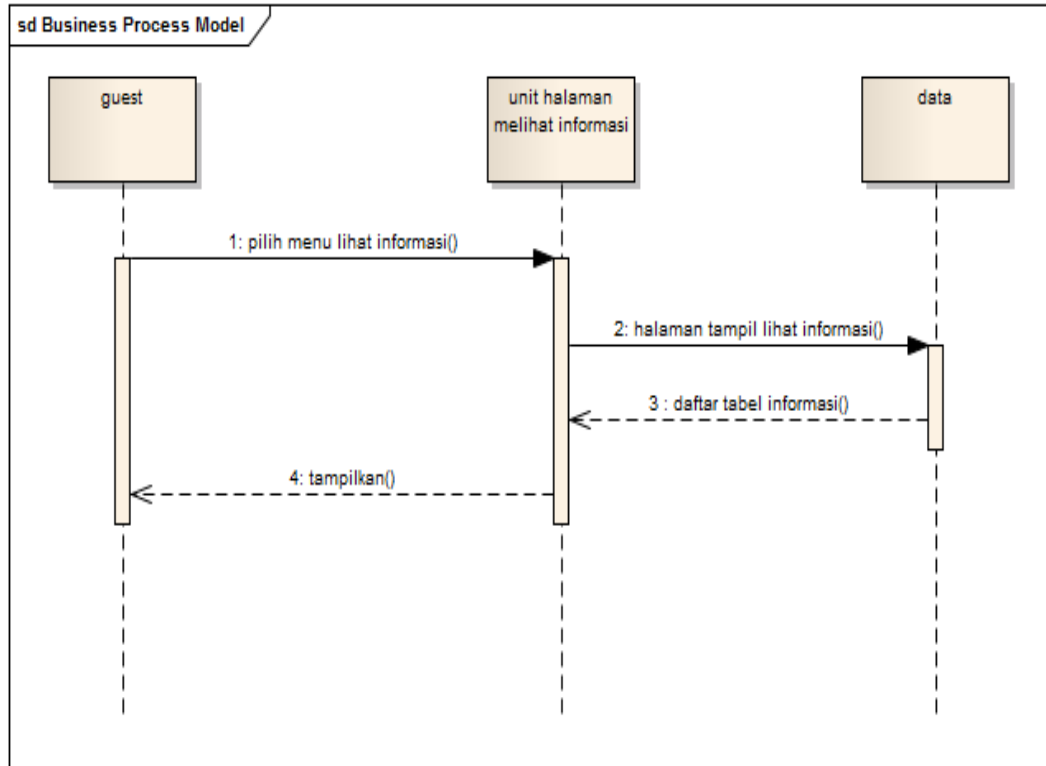 sd Business Process Model
guest
unit halaman
melihat informasi
data
1: pilih menu lihat informasi()
2: halaman tampil lihat informasi()
3 : daftar tabel informasi()
4: tampilkan()